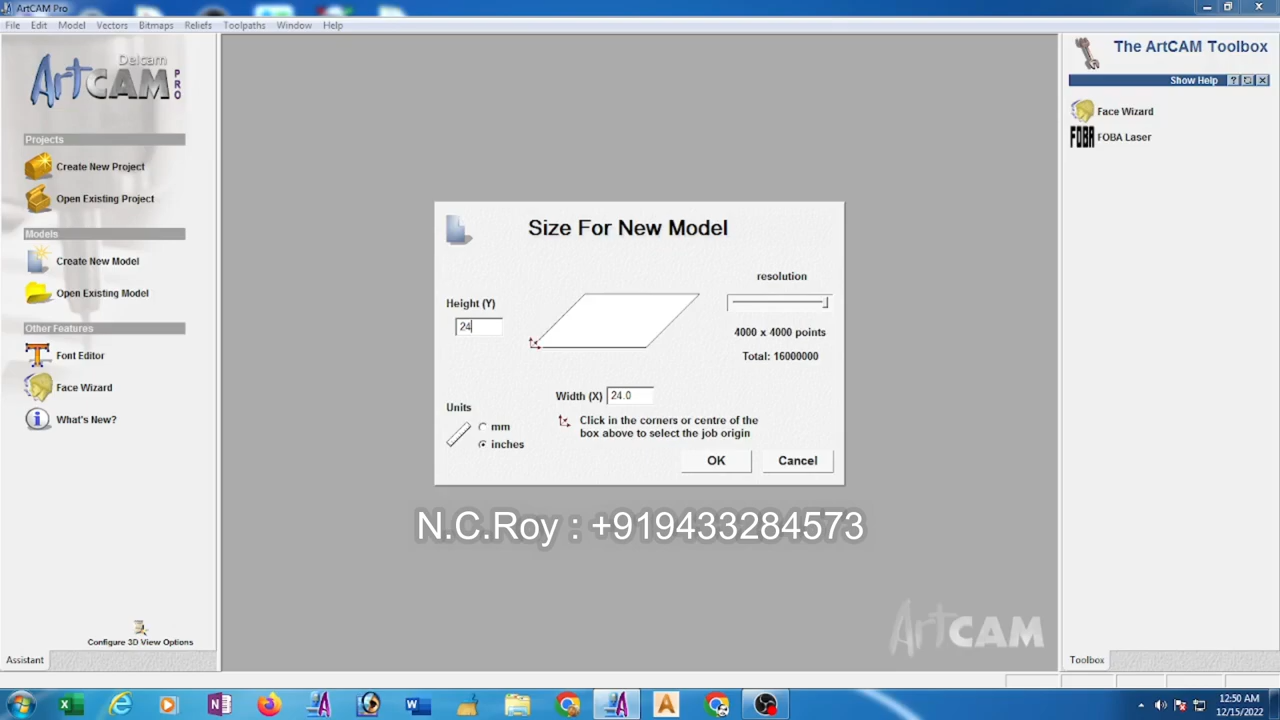 ArtCAM Pro
File Edit Model Vectors Bitmaps Reliefs Toolpaths Window Help
Delcam
ArtCAM PRO
Projects
Create New Project
Open Existing Project
Models
Create New Model
Open Existing Model
Other Features
Font Editor
Face Wizard
What's New?
Configure 3D View Options
Assistant
Size For New Model
resolution
Height (Y)
24
4000 x 4000 points
Total: 16000000
Width (X) 24.0
Units
mm
inches
Click in the corners or centre of the
box above to select the job origin
OK Cancel
N.C.Roy : +919433284573
ArtCAM
The ArtCAM Toolbox
Show Help ?
Face Wizard
FOBA FOBA Laser
Toolbox
12:50 AM
12/15/2022